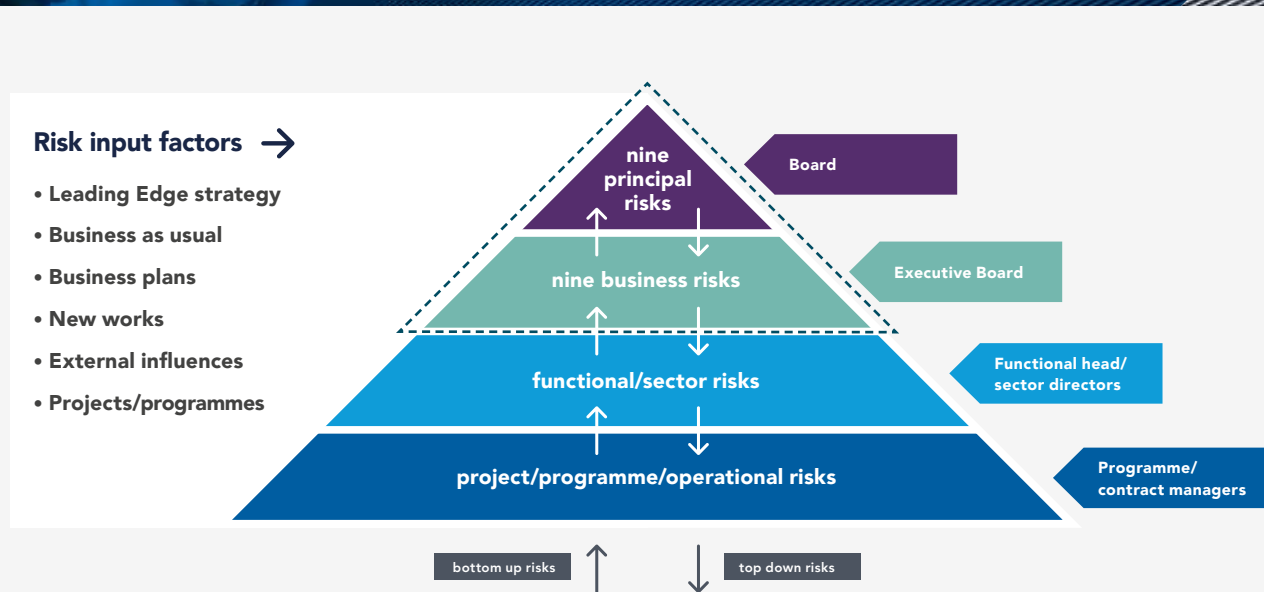 Risk input factors
• Leading Edge strategy
• Business as usual
• Business plans
• New works
• External influences
• Projects/programmes
nine
principal
risks
Board
nine business risks
Executive Board
functional/sector risks
Functional head/
sector directors
project/programme/operational risks
Programme/
contract managers
bottom up risks
top down risks